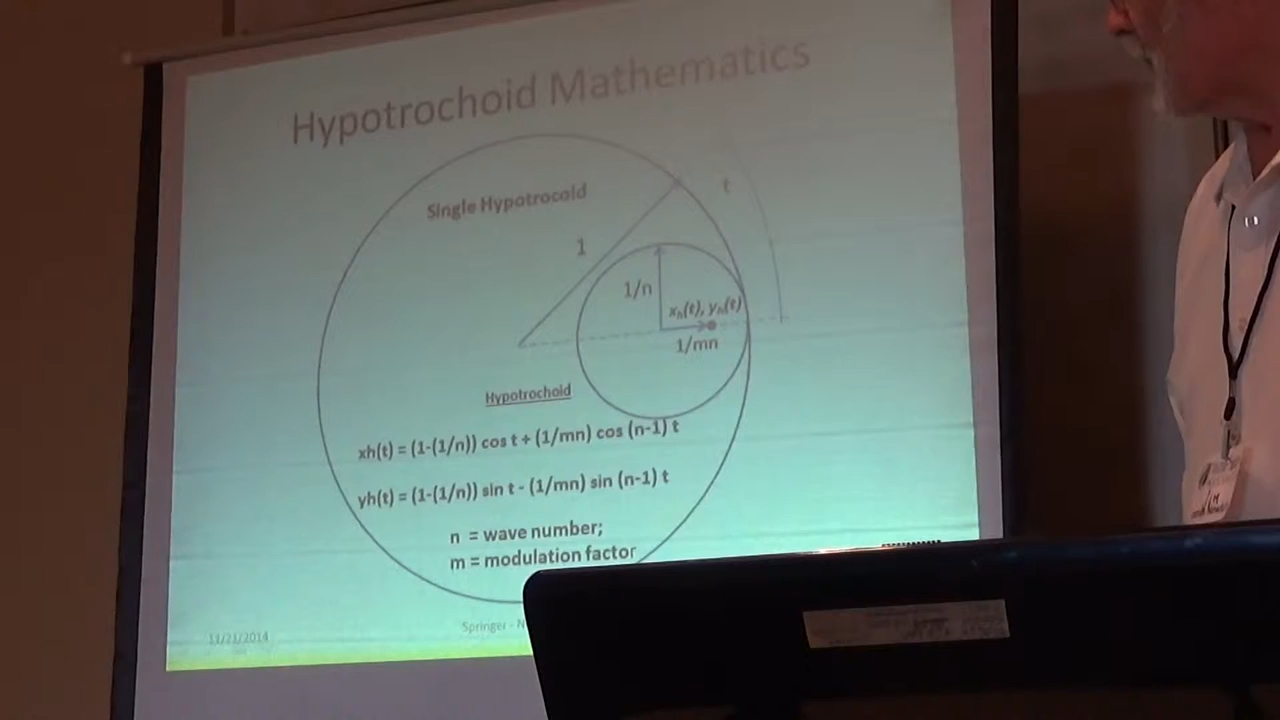 Hypotrochoid Mathematics
Single Hypotrocoid
t
1
1/n
xₕ(t), yₕ(t)
1/mn
Hypotrochoid
xh(t) = (1-(1/n)) cos t + (1/mn) cos (n-1) t
yh(t) = (1-(1/n)) sin t - (1/mn) sin (n-1) t
n = wave number;
m = modulation factor
11/21/2014
Springer - N